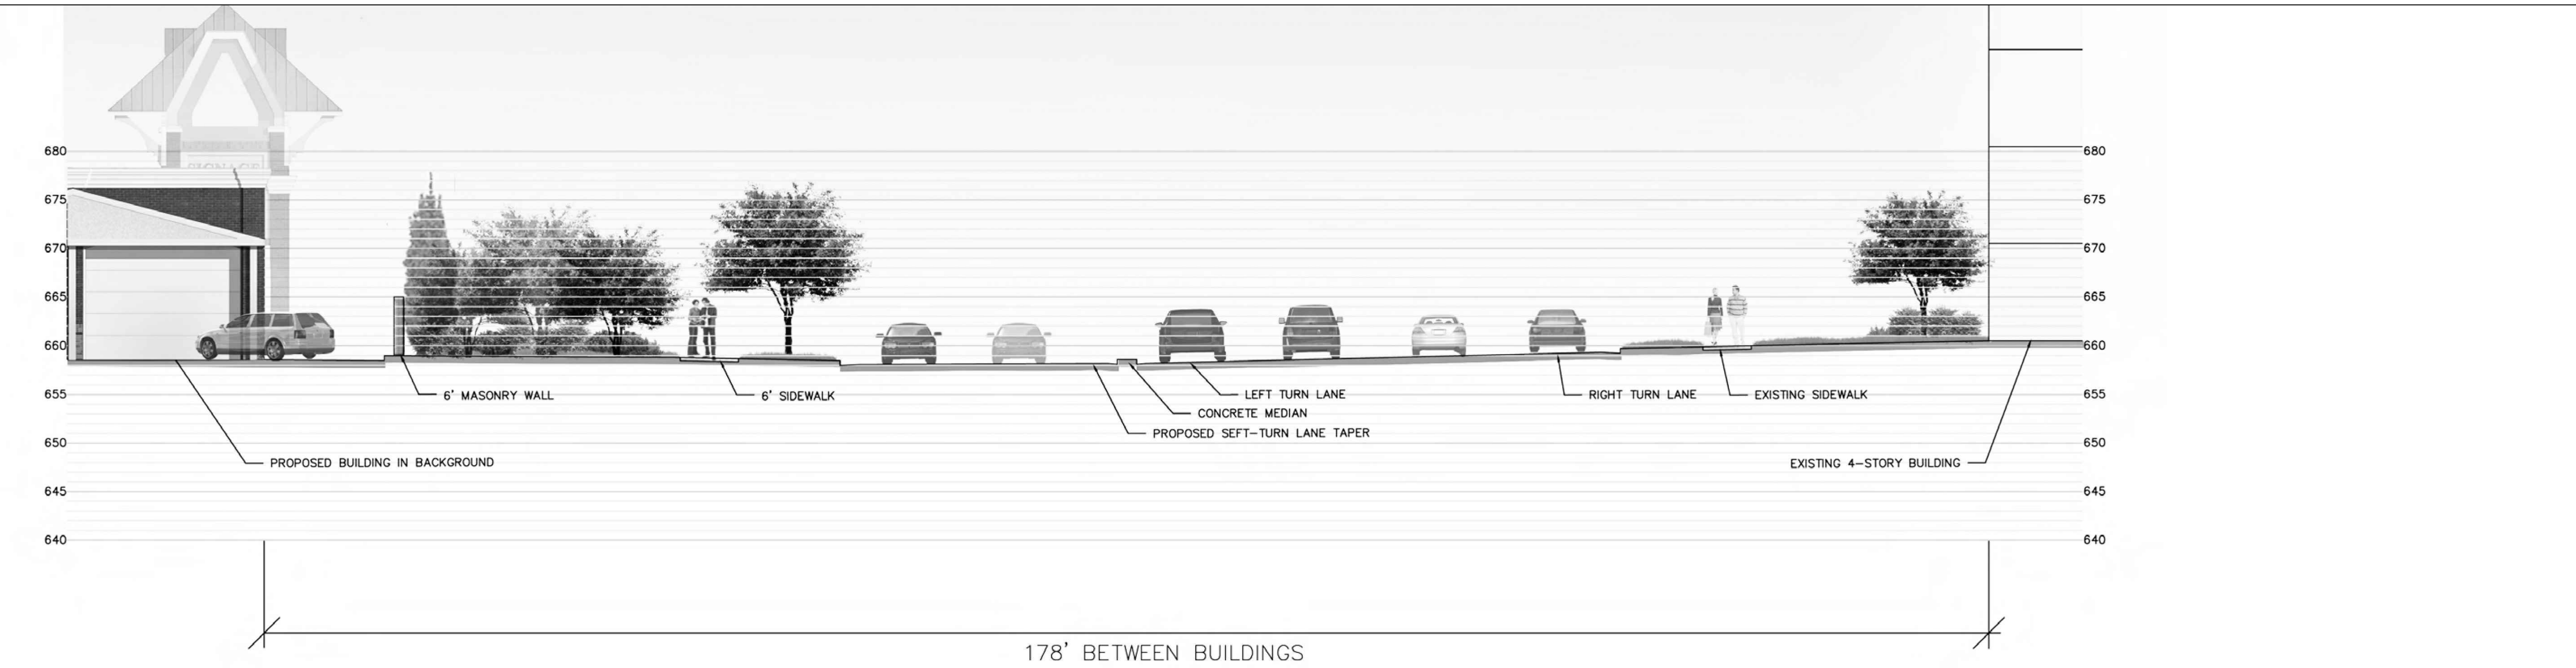 SIGNAGE
680 680
675 675
670 670
665 665
660 660
655 6' MASONRY WALL 6' SIDEWALK LEFT TURN LANE RIGHT TURN LANE EXISTING SIDEWALK 655
CONCRETE MEDIAN
PROPOSED SEFT-TURN LANE TAPER
650 650
PROPOSED BUILDING IN BACKGROUND EXISTING 4-STORY BUILDING
645 645
640 640
178' BETWEEN BUILDINGS